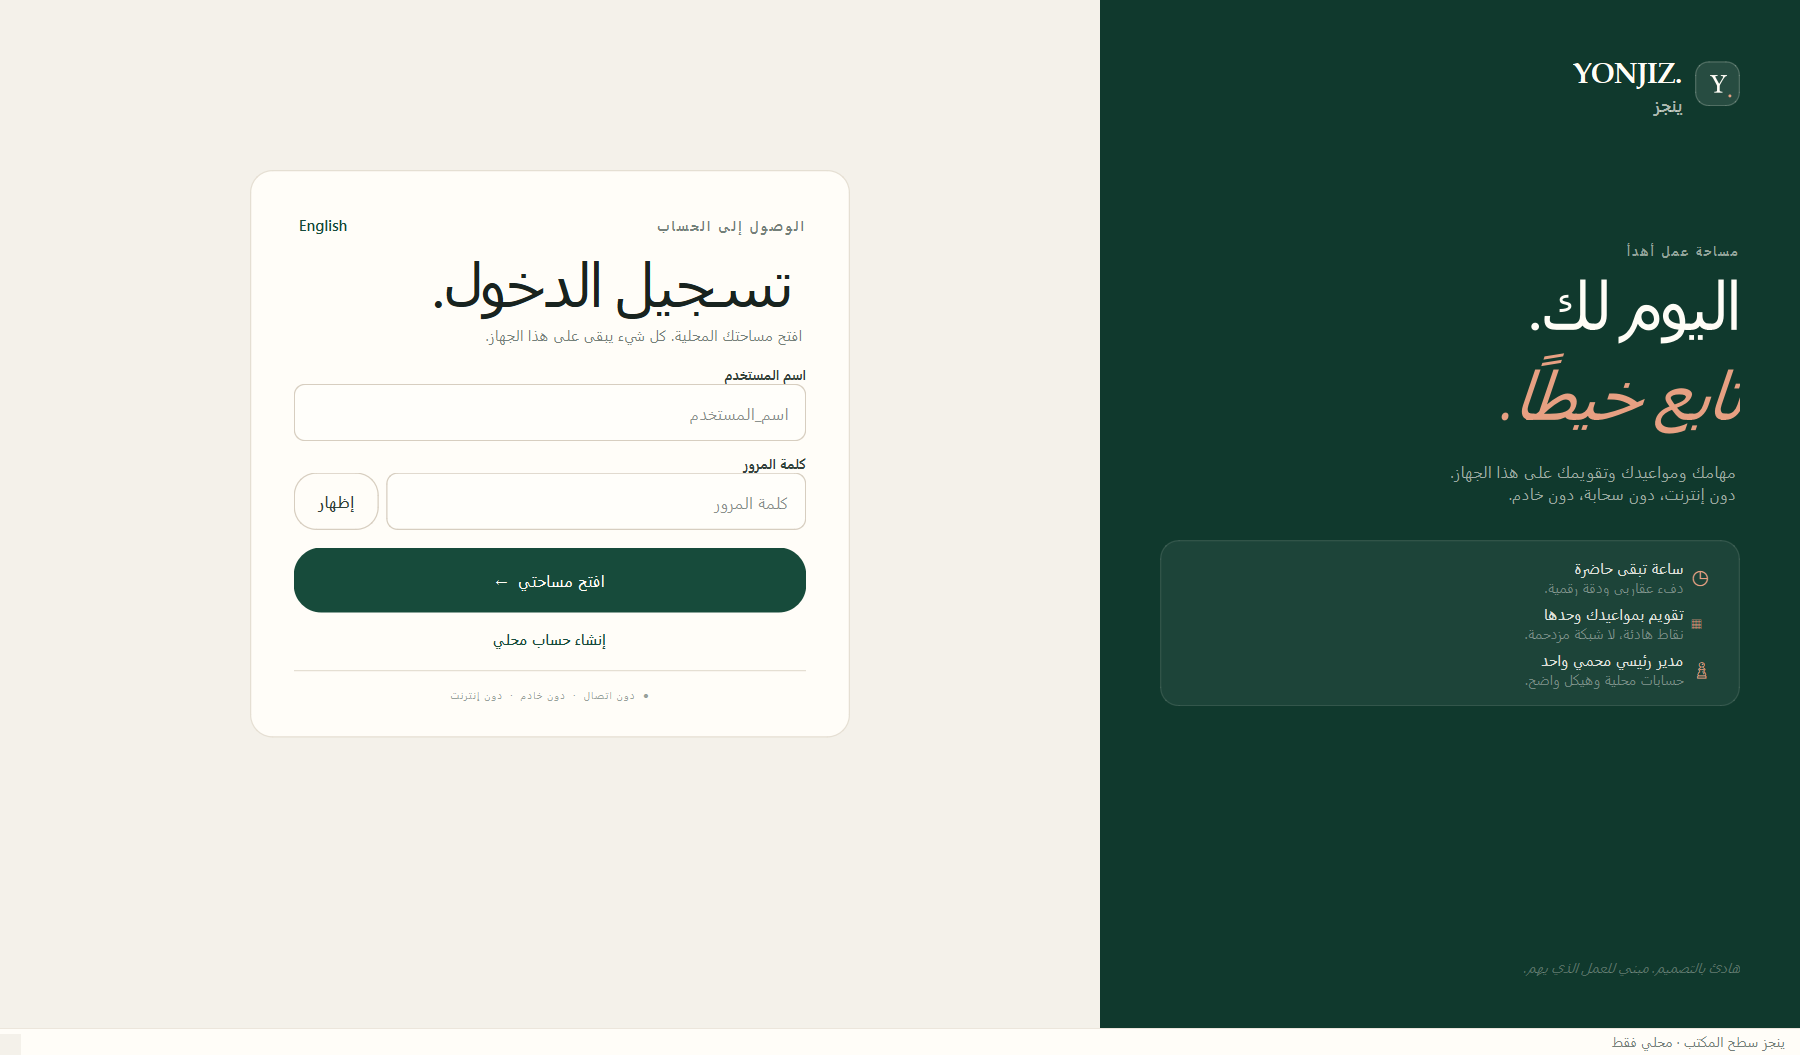 YONJIZ.
Y.
ينجز
مساحة عمل أهدأ
اليوم لك.
تابع خيطًا.
مهامك ومواعيدك وتقويمك على هذا الجهاز.
دون إنترنت، دون سحابة، دون خادم.
ساعة تبقى حاضرة
دفء عقاربي ودقة رقمية.
تقويم بمواعيدك وحدها
نقاط هادئة، لا شبكة مزدحمة.
مدير رئيسي محمي واحد
حسابات محلية وهيكل واضح.
هادئ بالتصميم. مبني للعمل الذي يهم.
الوصول إلى الحساب
English
تسجيل الدخول.
افتح مساحتك المحلية. كل شيء يبقى على هذا الجهاز.
اسم المستخدم
اسم_المستخدم
كلمة المرور
كلمة المرور
إظهار
افتح مساحتي ←
إنشاء حساب محلي
• دون اتصال · دون خادم · دون إنترنت
ينجز سطح المكتب · محلي فقط